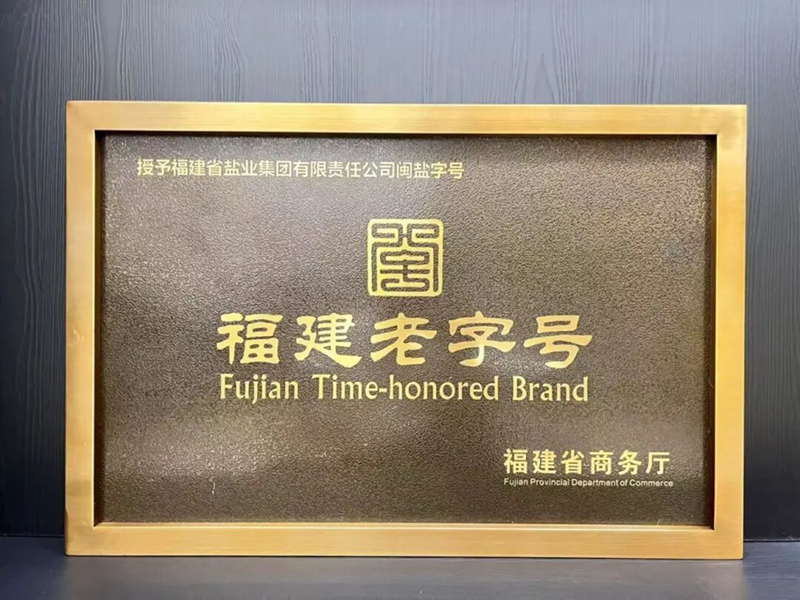 授予福建省盐业集团有限责任公司闽盐字号
福建老字号
Fujian Time-honored Brand
福建省商务厅
Fujian Provincial Department of Commerce